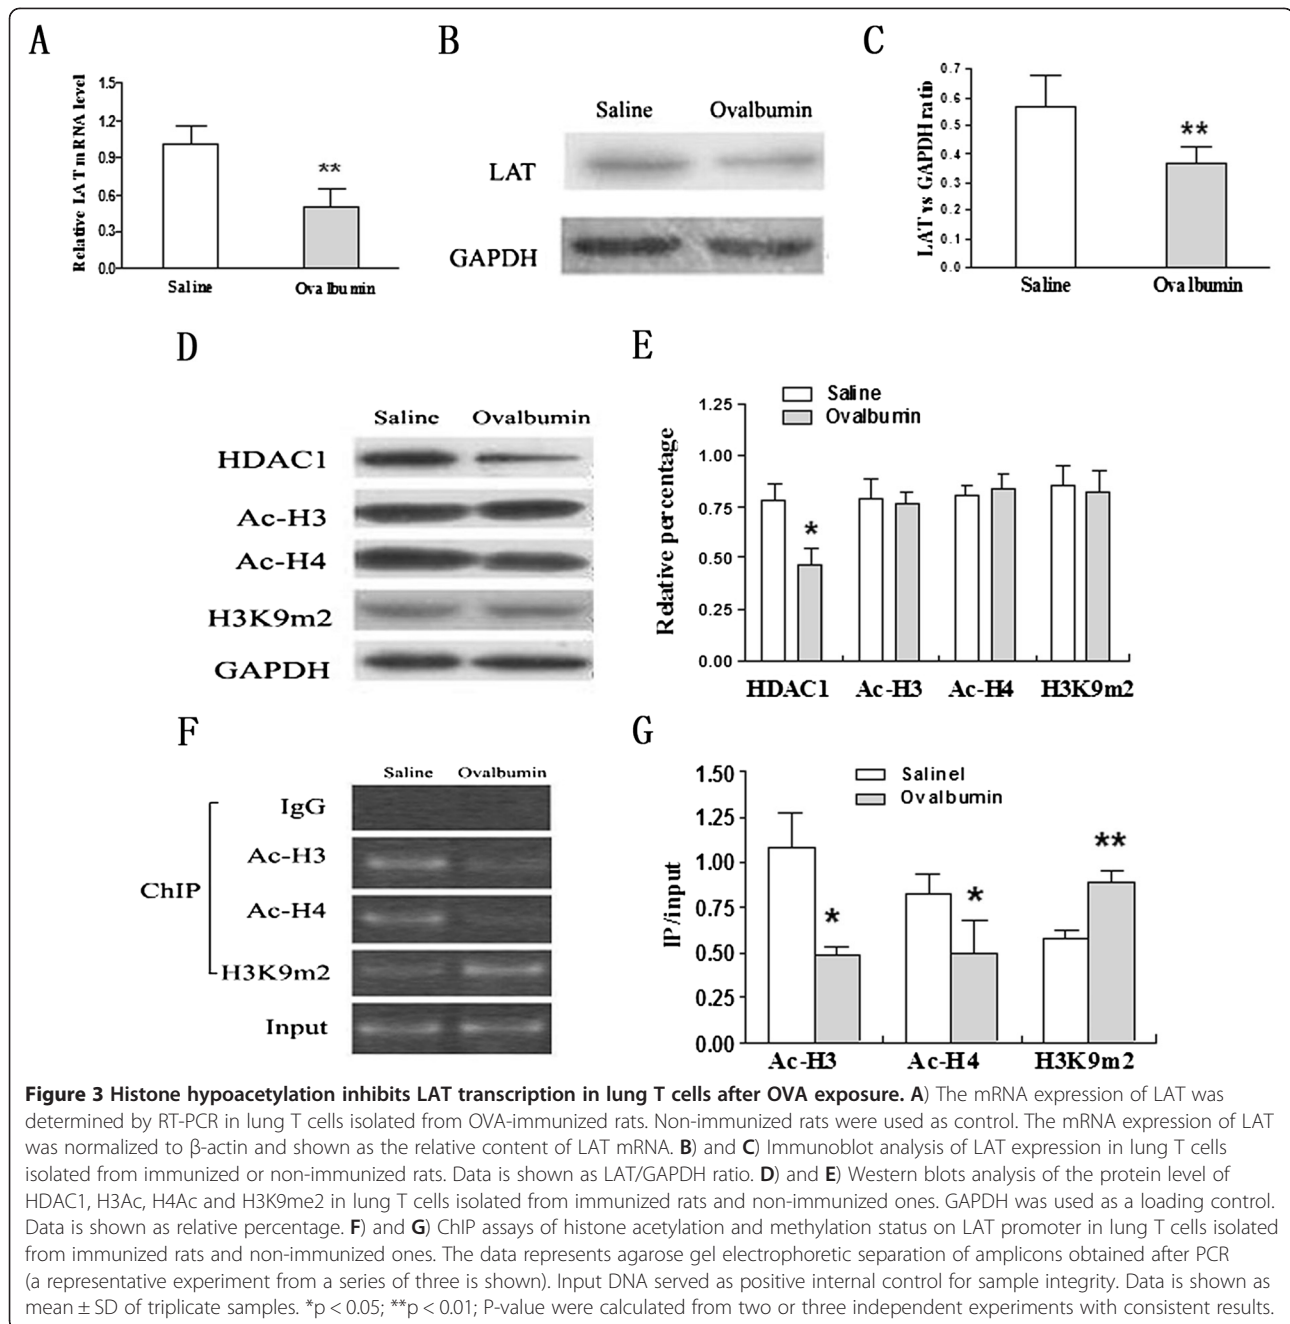 A
Relative LAT mRNA level
1.5
1.2
0.9
0.6
0.3
0.0
**
Saline
Ovalbumin
B
Saline Ovalbumin
LAT
GAPDH
C
LAT vs GAPDH ratio
0.7
0.6
0.5
0.4
0.3
0.2
0.1
0.0
**
Saline
Ovalbumin
D
Saline Ovalbumin
HDAC1
Ac-H3
Ac-H4
H3K9m2
GAPDH
E
Saline
Ovalbumin
Relative percentage
1.25
1.00
0.75
0.50
0.25
0.00
*
HDAC1 Ac-H3 Ac-H4 H3K9m2
F
Saline Ovalbumin
ChIP
IgG
Ac-H3
Ac-H4
H3K9m2
Input
G
Salinel
Ovalbumin
IP/input
1.50
1.25
1.00
0.75
0.50
0.25
0.00
*
*
**
Ac-H3 Ac-H4 H3K9m2
Figure 3 Histone hypoacetylation inhibits LAT transcription in lung T cells after OVA exposure. A) The mRNA expression of LAT was
determined by RT-PCR in lung T cells isolated from OVA-immunized rats. Non-immunized rats were used as control. The mRNA expression of LAT
was normalized to β-actin and shown as the relative content of LAT mRNA. B) and C) Immunoblot analysis of LAT expression in lung T cells
isolated from immunized or non-immunized rats. Data is shown as LAT/GAPDH ratio. D) and E) Western blots analysis of the protein level of
HDAC1, H3Ac, H4Ac and H3K9me2 in lung T cells isolated from immunized rats and non-immunized ones. GAPDH was used as a loading control.
Data is shown as relative percentage. F) and G) ChIP assays of histone acetylation and methylation status on LAT promoter in lung T cells isolated
from immunized rats and non-immunized ones. The data represents agarose gel electrophoretic separation of amplicons obtained after PCR
(a representative experiment from a series of three is shown). Input DNA served as positive internal control for sample integrity. Data is shown as
mean ± SD of triplicate samples. *p < 0.05; **p < 0.01; P-value were calculated from two or three independent experiments with consistent results.